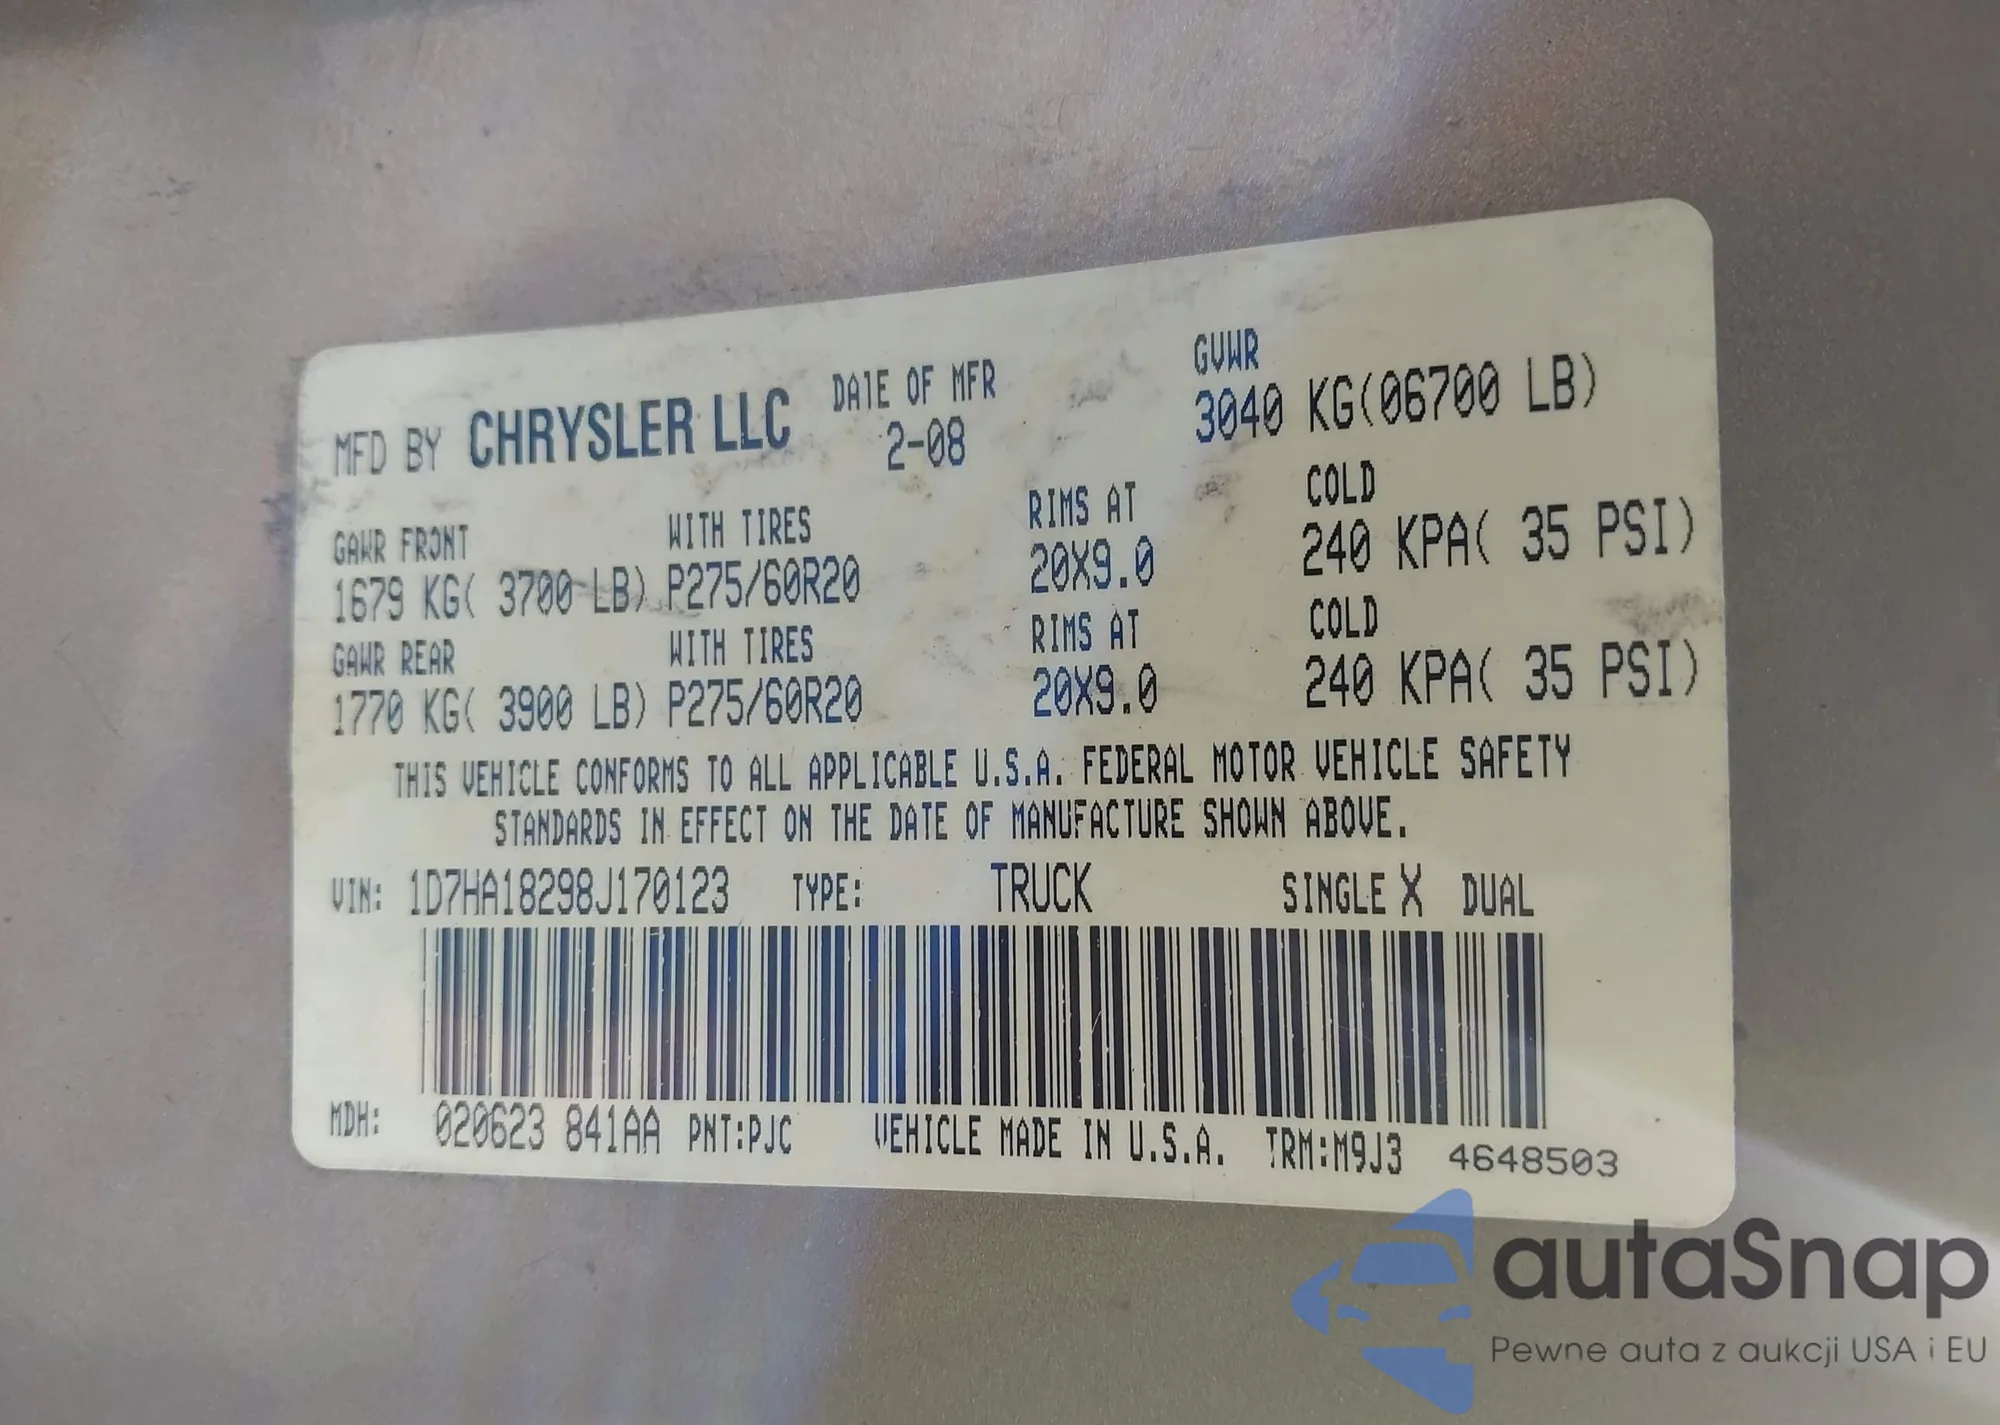 MFD BY CHRYSLER LLC DATE OF MFR GVWR
2-08 3040 KG(06700 LB)
GAWR FRONT WITH TIRES RIMS AT COLD
1679 KG( 3700 LB) P275/60R20 20X9.0 240 KPA( 35 PSI)
GAWR REAR WITH TIRES RIMS AT COLD
1770 KG( 3900 LB) P275/60R20 20X9.0 240 KPA( 35 PSI)
THIS VEHICLE CONFORMS TO ALL APPLICABLE U.S.A. FEDERAL MOTOR VEHICLE SAFETY
STANDARDS IN EFFECT ON THE DATE OF MANUFACTURE SHOWN ABOVE.
VIN: 1D7HA18298J170123 TYPE: TRUCK SINGLE X DUAL
MDH: 020623 841AA PNT:PJC VEHICLE MADE IN U.S.A. TRM:M9J3 4648503
autaSnap
Pewne auta z aukcji USA i EU